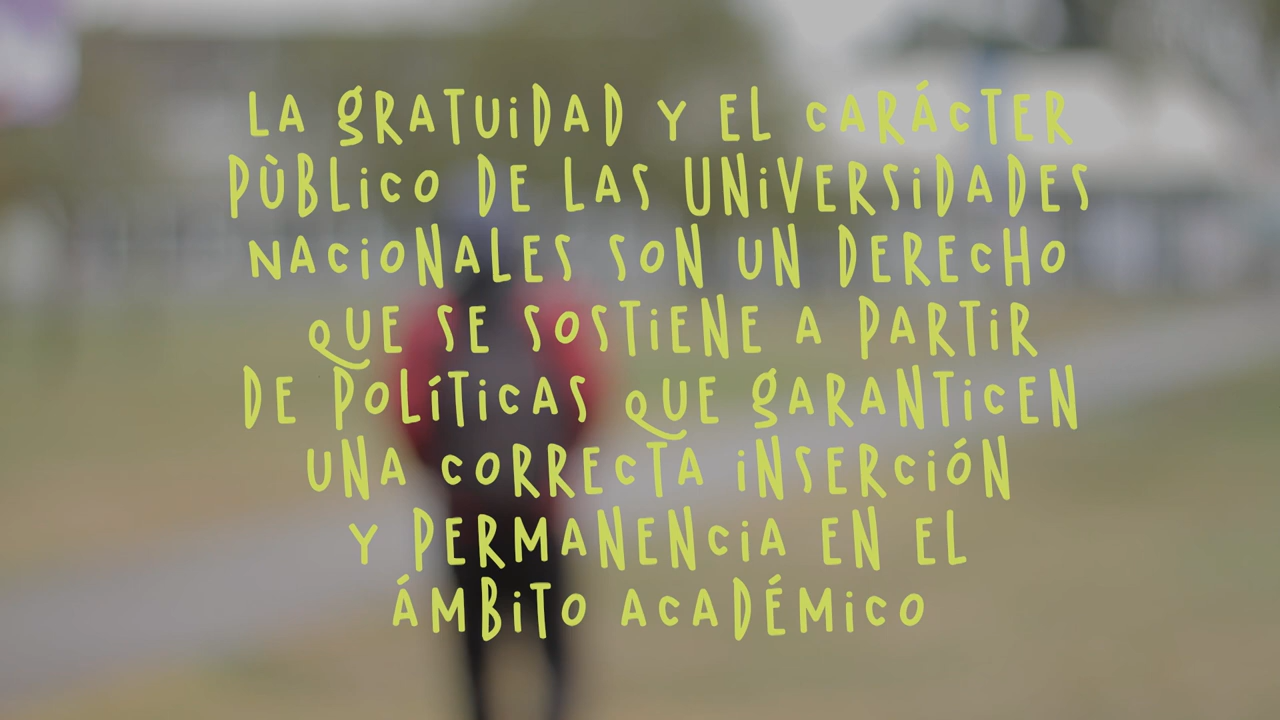 LA GRATUIDAD Y EL CARÁCTER
PÙBLICO DE LAS UNIVERSIDADES
NACIONALES SON UN DERECHO
QUE SE SOSTIENE A PARTIR
DE POLÍTICAS QUE GARANTICEN
UNA CORRECTA INSERCIÓN
Y PERMANENCIA EN EL
ÁMBITO ACADÉMICO